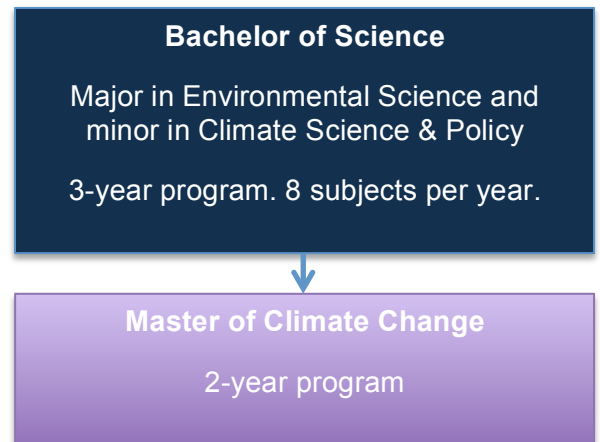 Bachelor of Science
Major in Environmental Science and
minor in Climate Science & Policy
3-year program. 8 subjects per year.
Master of Climate Change
2-year program